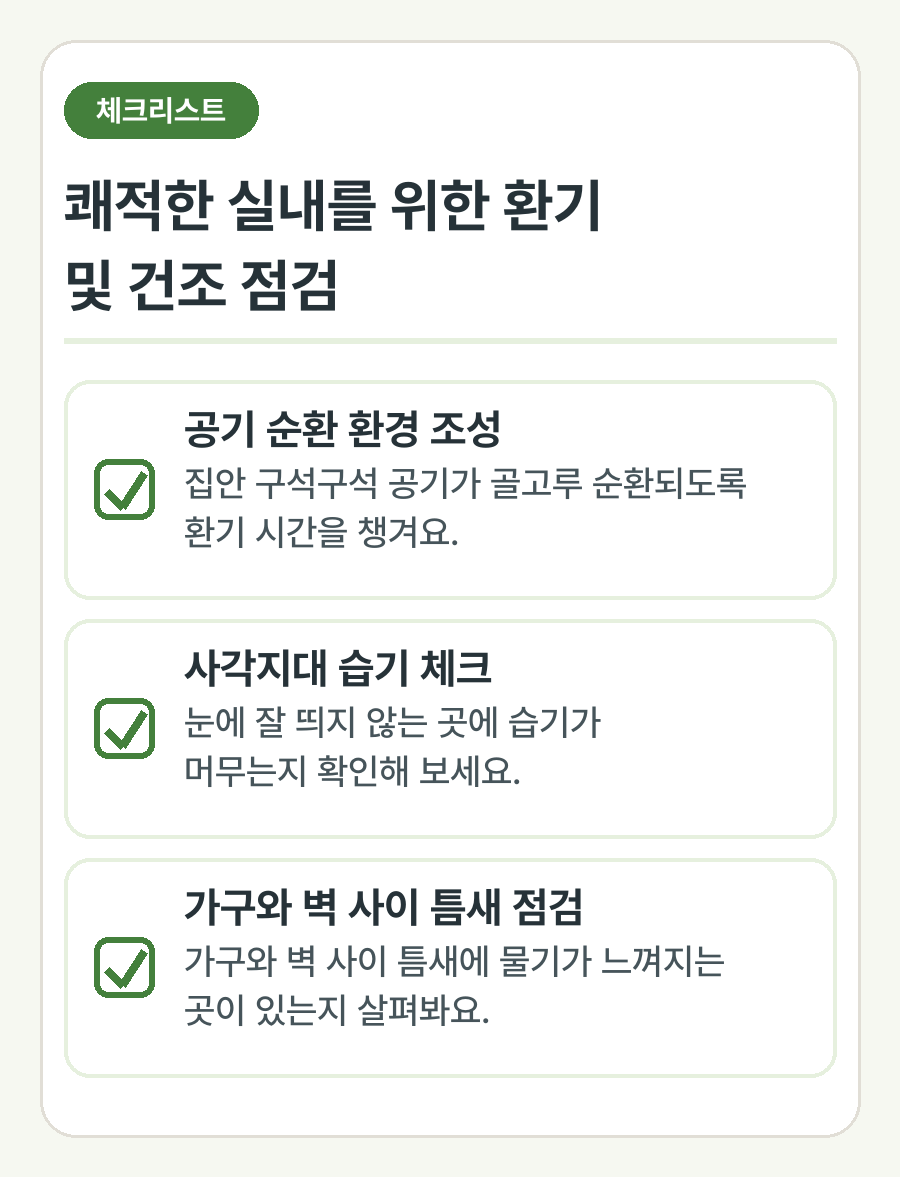 체크리스트
쾌적한 실내를 위한 환기
및 건조 점검
공기 순환 환경 조성
집안 구석구석 공기가 골고루 순환되도록
환기 시간을 챙겨요.
사각지대 습기 체크
눈에 잘 띄지 않는 곳에 습기가
머무는지 확인해 보세요.
가구와 벽 사이 틈새 점검
가구와 벽 사이 틈새에 물기가 느껴지는
곳이 있는지 살펴봐요.